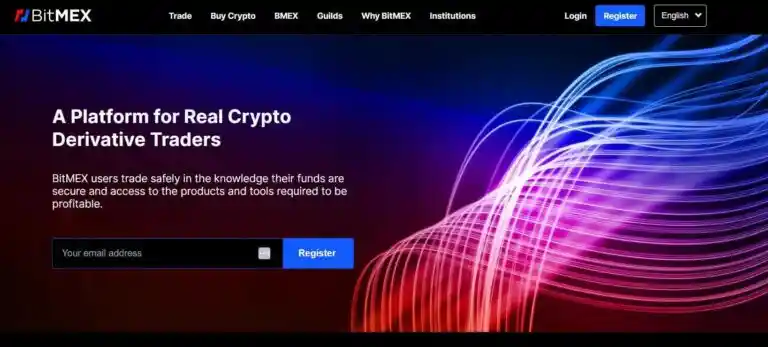 BitMEX
Trade Buy Crypto BMEX Guilds Why BitMEX Institutions Login Register English
A Platform for Real Crypto
Derivative Traders
BitMEX users trade safely in the knowledge their funds are
secure and access to the products and tools required to be
profitable.
Your email address Register